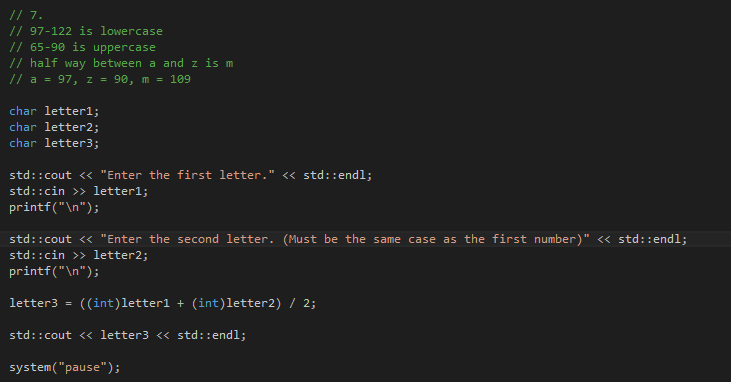 // 7.
// 97-122 is lowercase
// 65-90 is uppercase
// half way between a and z is m
// a = 97, z = 90, m = 109
char letter1;
char letter2;
char letter3;
std::cout << "Enter the first letter." << std::endl;
std::cin >> letter1;
printf("\n");
std::cout << "Enter the second letter. (Must be the same case as the first number)" << std::endl;
std::cin >> letter2;
printf("\n");
letter3 = ((int)letter1 + (int)letter2) / 2;
std::cout << letter3 << std::endl;
system("pause");